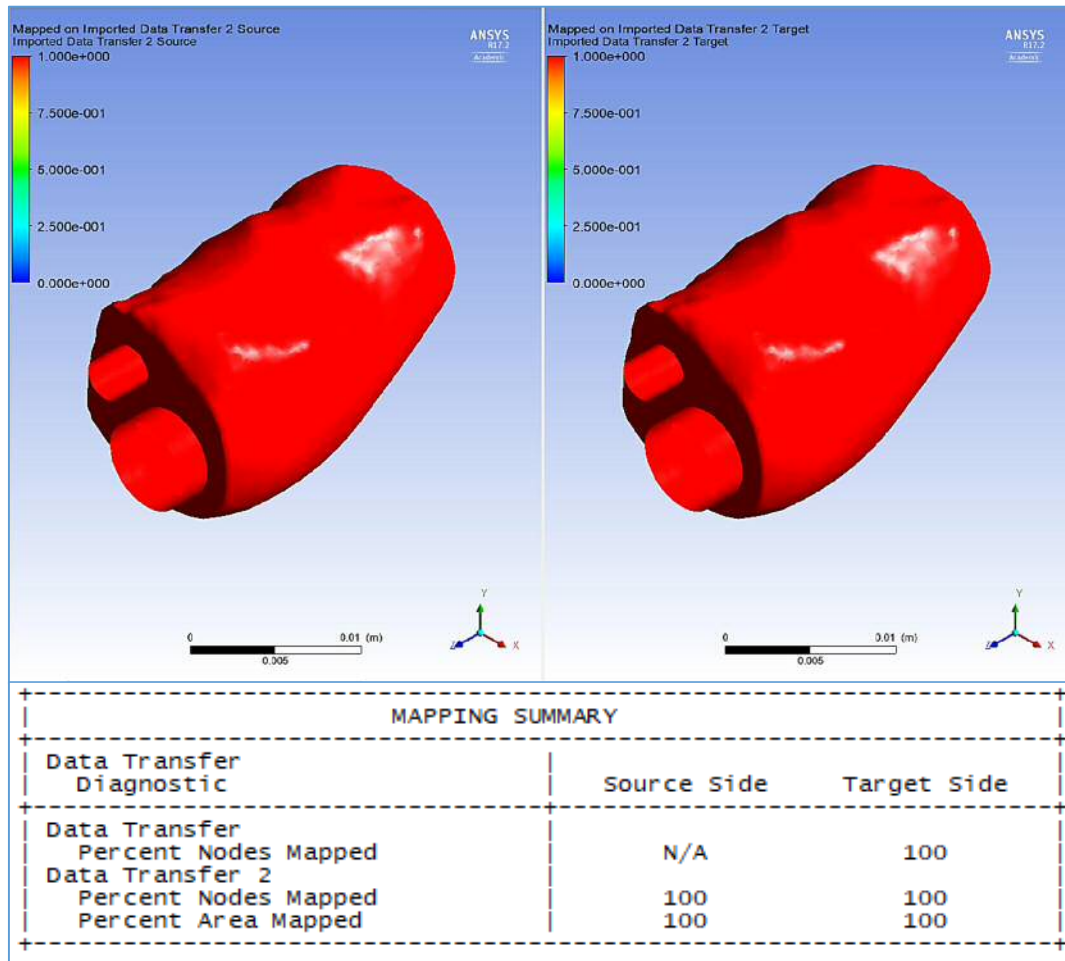 Mapped on Imported Data Transfer 2 Source
Imported Data Transfer 2 Source
1.000e+000
7.500e-001
5.000e-001
2.500e-001
0.000e+000
ANSYS
R17.2
Academic
0 0.01 (m)
0.005
Y
Z X
Mapped on Imported Data Transfer 2 Target
Imported Data Transfer 2 Target
1.000e+000
7.500e-001
5.000e-001
2.500e-001
0.000e+000
ANSYS
R17.2
Academic
0 0.01 (m)
0.005
Y
Z X
MAPPING SUMMARY
Data Transfer
Diagnostic Source Side Target Side
Data Transfer
Percent Nodes Mapped N/A 100
Data Transfer 2
Percent Nodes Mapped 100 100
Percent Area Mapped 100 100